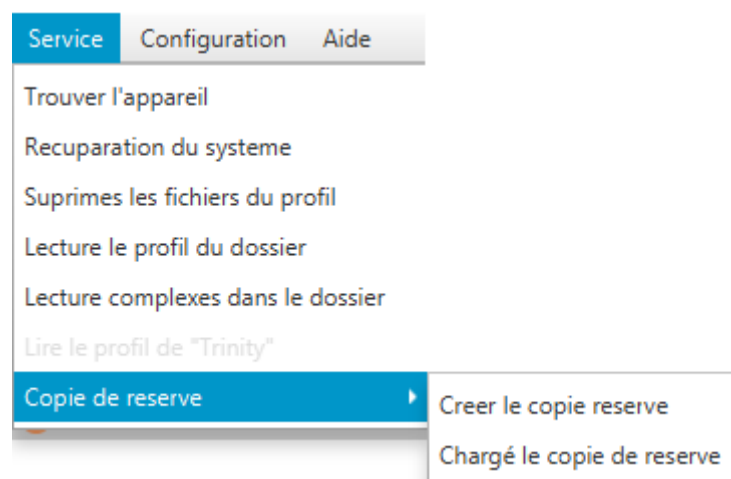 Service Configuration Aide
Trouver l'appareil
Recuparation du systeme
Suprimes les fichiers du profil
Lecture le profil du dossier
Lecture complexes dans le dossier
Lire le profil de "Trinity"
Copie de reserve
Creer le copie reserve
Chargé le copie de reserve